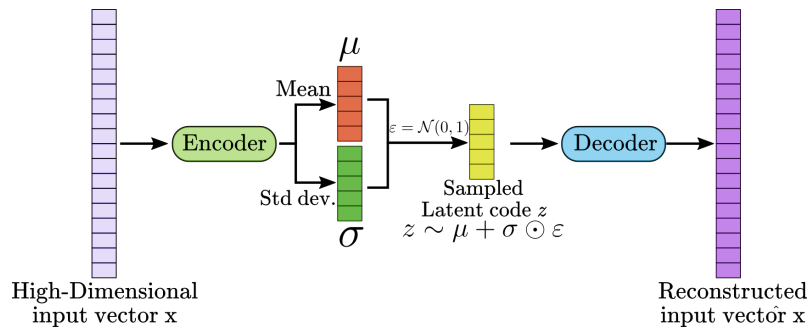 μ
Mean
ε = 𝒩(0, 1)
Encoder
Decoder
Std dev.
σ
Sampled
Latent code z
z ∼ μ + σ ⊙ ε
High-Dimensional
input vector x
Reconstructed
input vector x̂